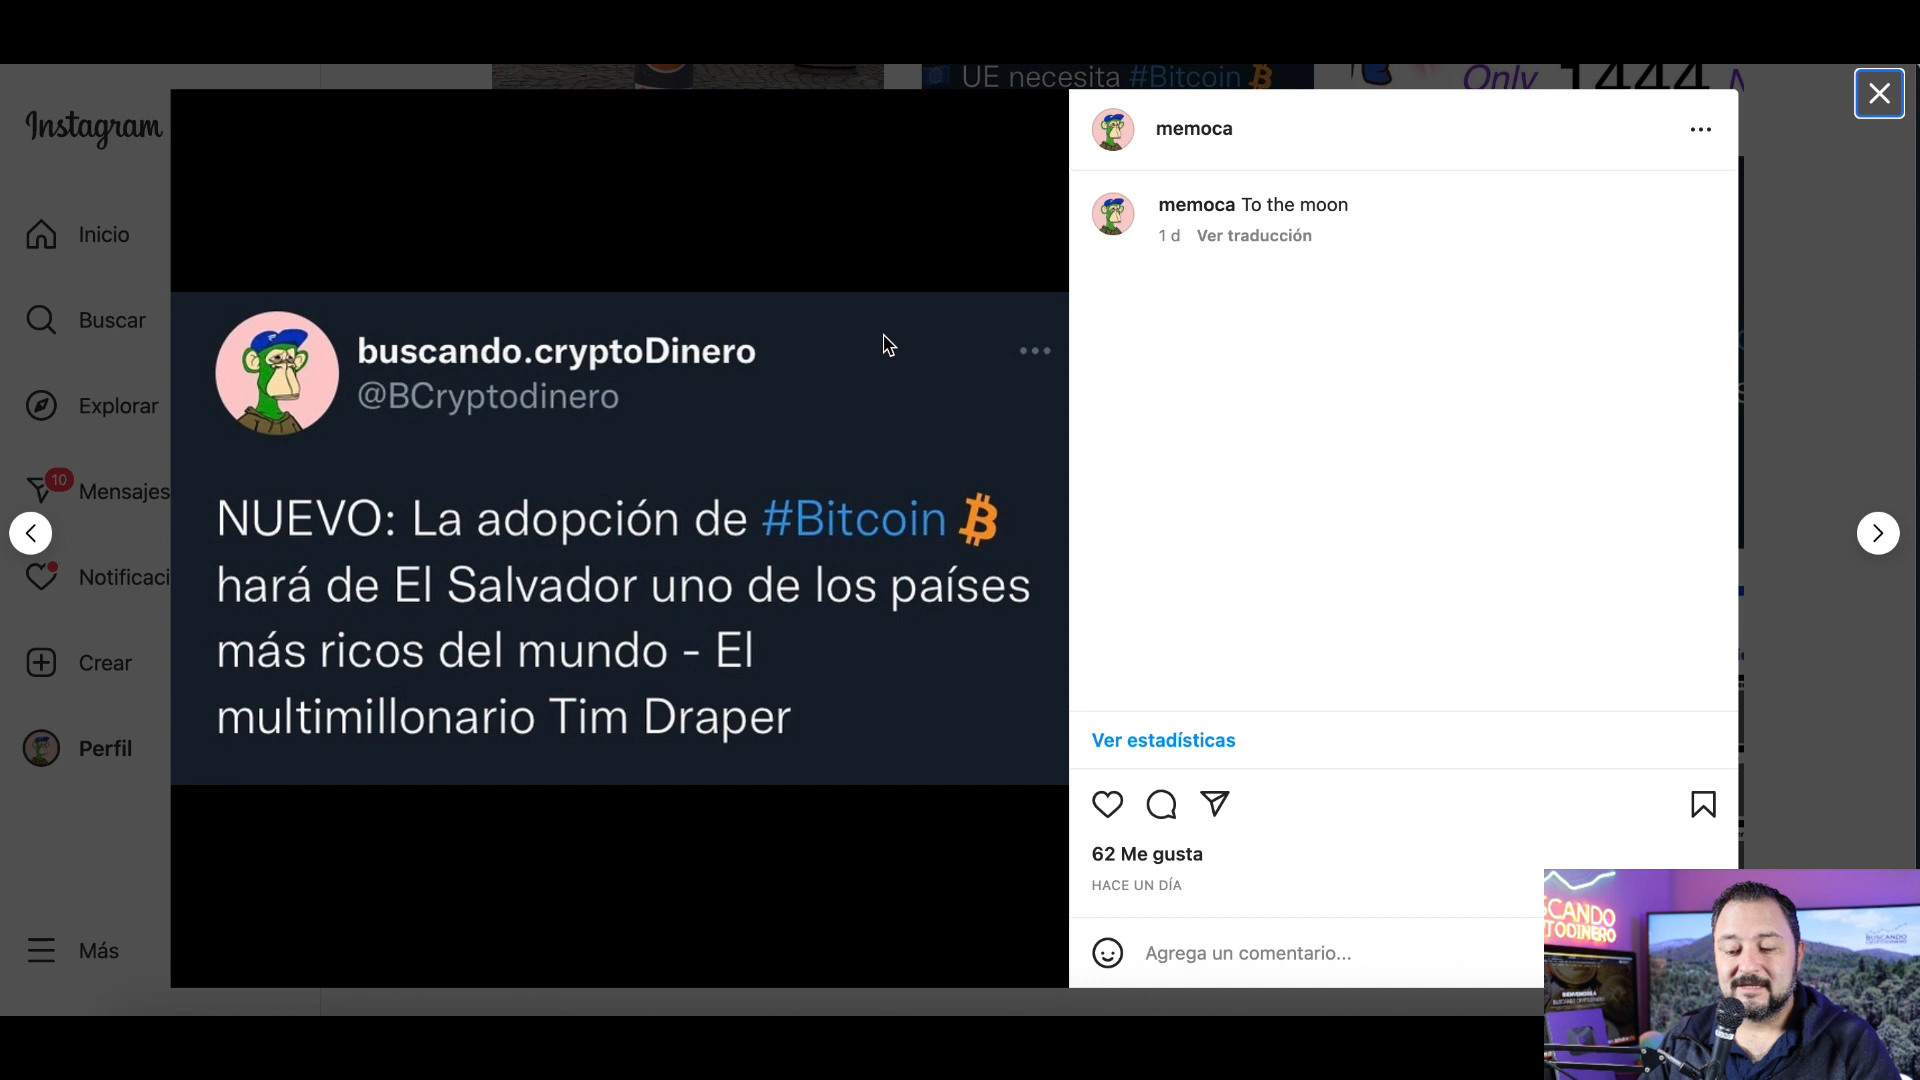 UE necesita #Bitcoin
Only 1444
Instagram
Inicio
Buscar
Explorar
10
Mensajes
Notificaci
Crear
Perfil
Más
buscando.cryptoDinero
@BCryptodinero
NUEVO: La adopción de #Bitcoin
hará de El Salvador uno de los países
más ricos del mundo - El
multimillonario Tim Draper
memoca
memoca To the moon
1 d Ver traducción
Ver estadísticas
62 Me gusta
HACE UN DÍA
Agrega un comentario...
SCANDO
TODINERO
BUSCANDO